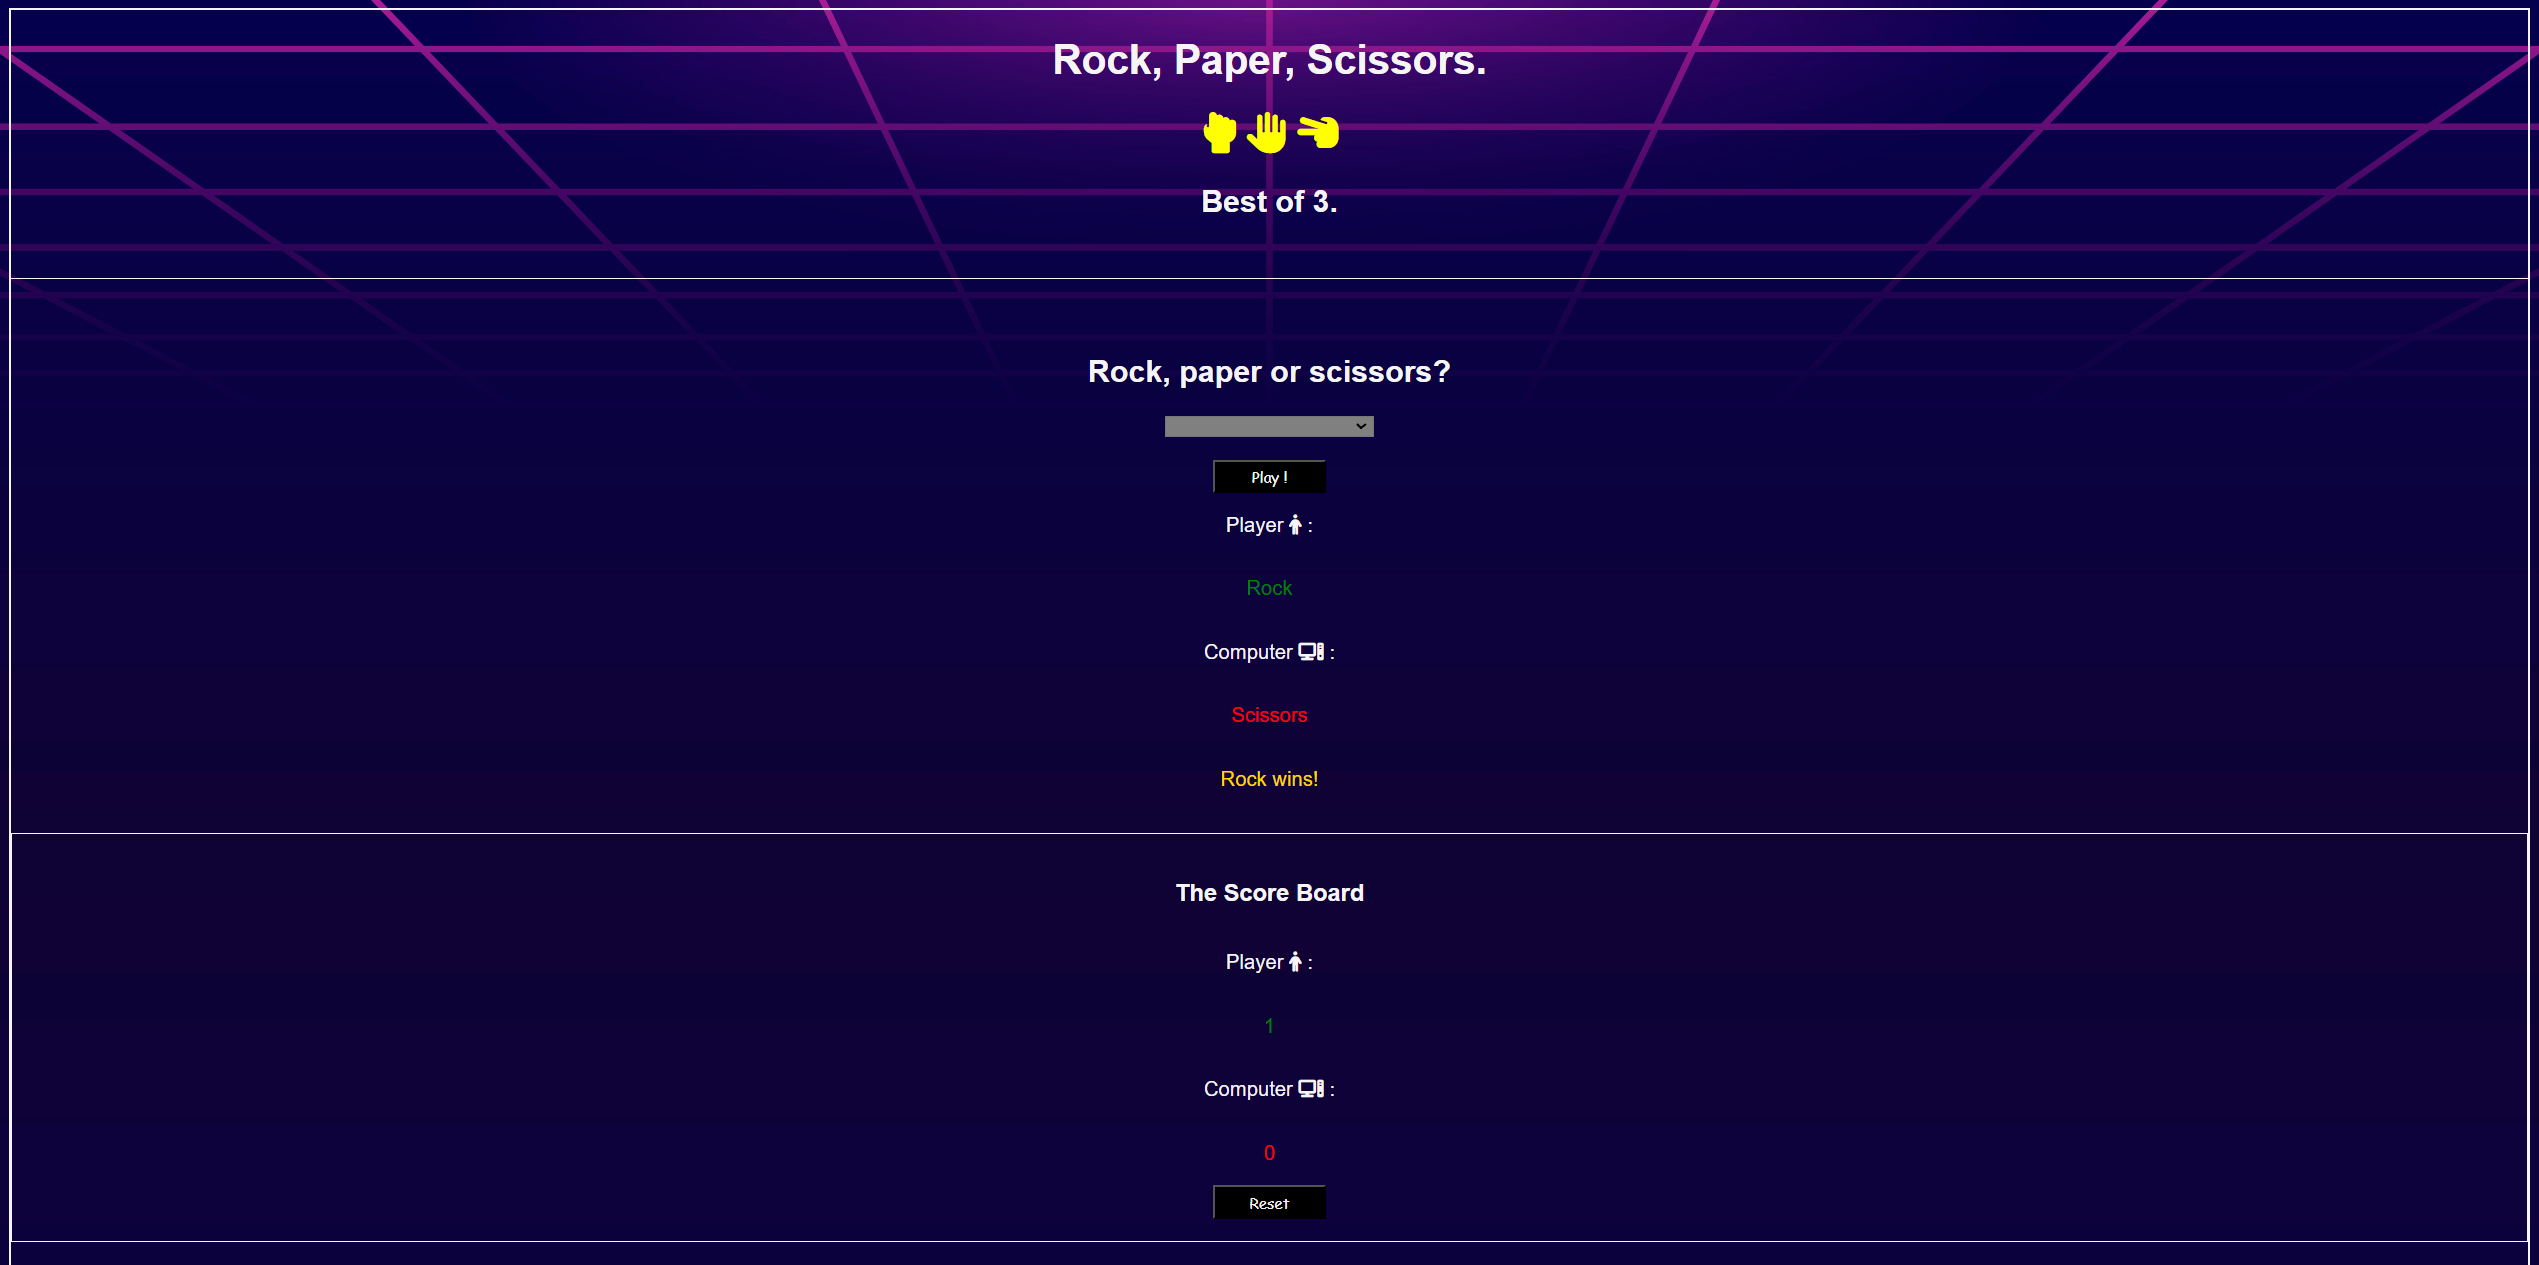 Rock, Paper, Scissors.
Best of 3.
Rock, paper or scissors?
Play !
Player :
Rock
Computer :
Scissors
Rock wins!
The Score Board
Player :
1
Computer :
0
Reset